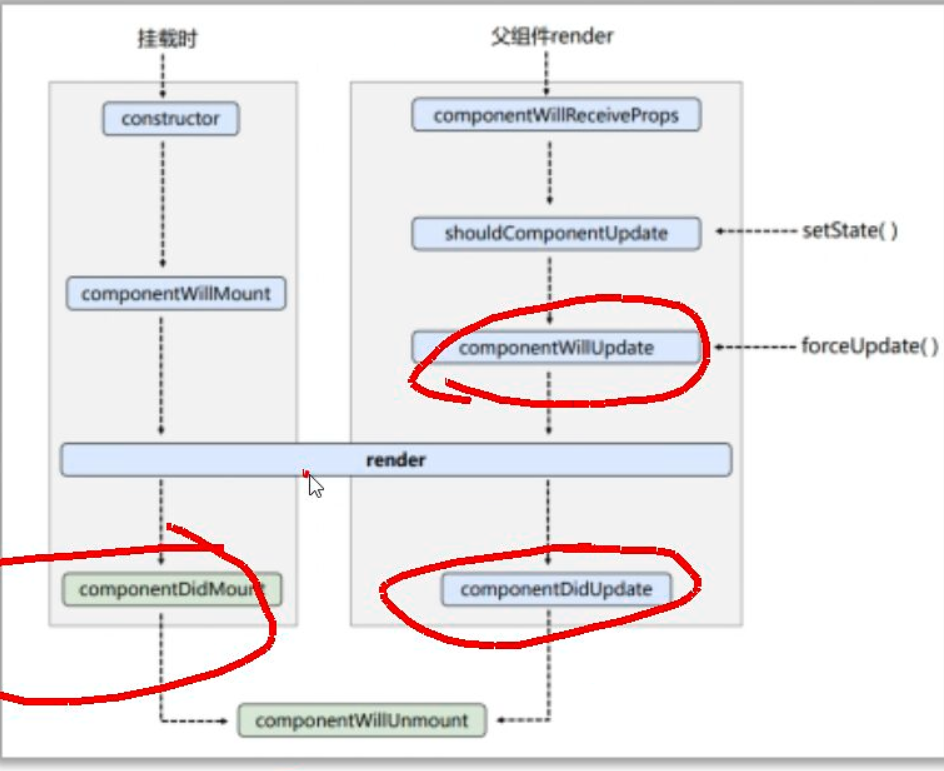 挂载时
父组件render
constructor
componentWillReceiveProps
shouldComponentUpdate
setState( )
componentWillMount
componentWillUpdate
forceUpdate( )
render
componentDidMount
componentDidUpdate
componentWillUnmount